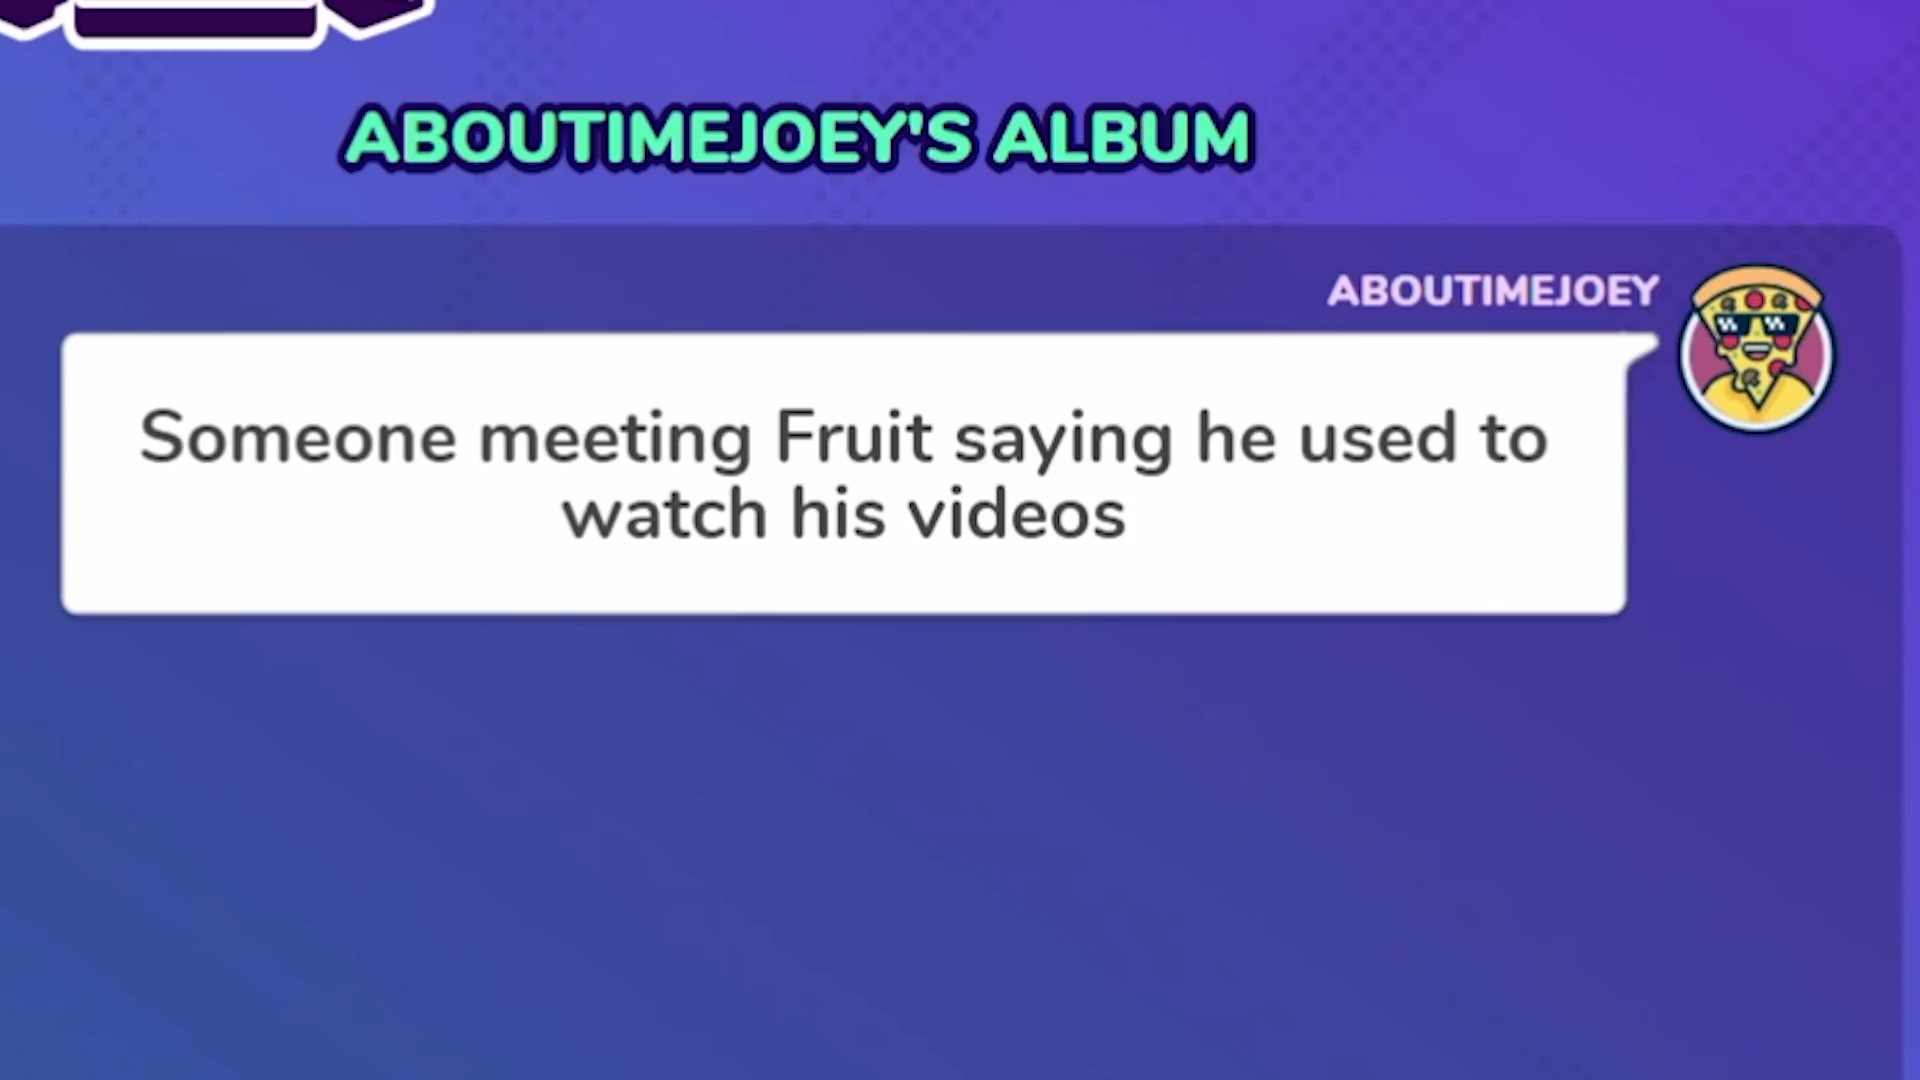 ABOUTIMEJOEY'S ALBUM
ABOUTIMEJOEY
Someone meeting Fruit saying he used to
watch his videos